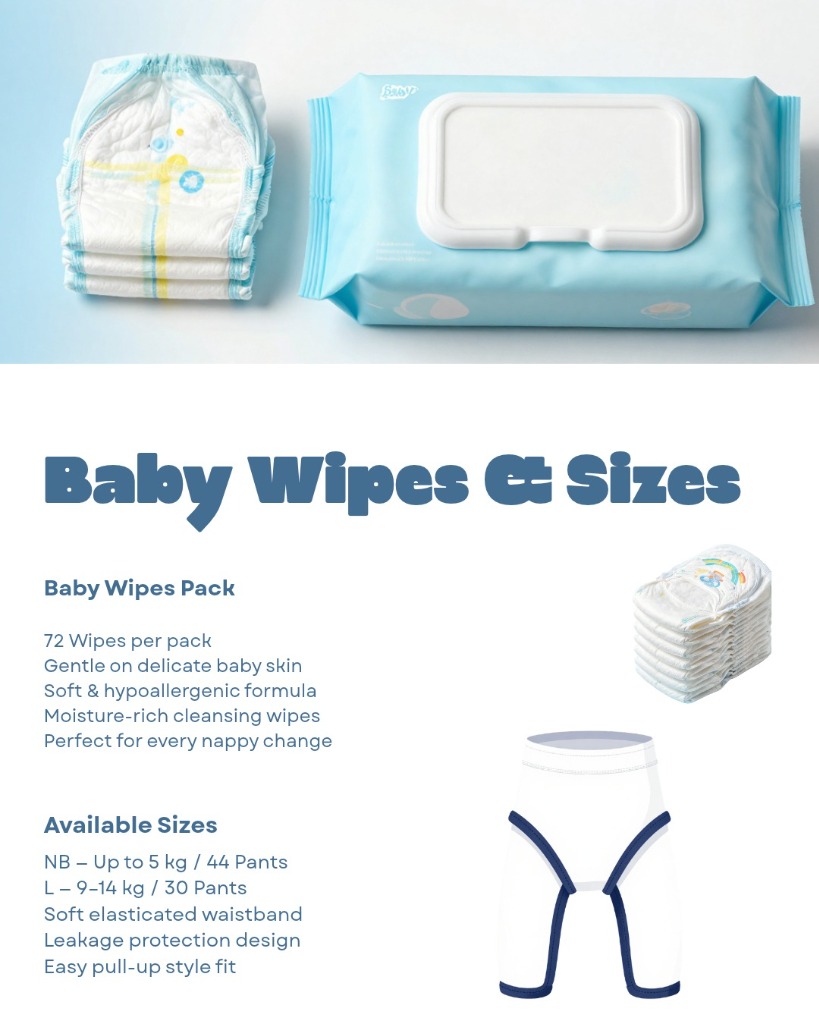 Baby Wipes & Sizes
Baby Wipes Pack
72 Wipes per pack
Gentle on delicate baby skin
Soft & hypoallergenic formula
Moisture-rich cleansing wipes
Perfect for every nappy change
Available Sizes
NB – Up to 5 kg / 44 Pants
L – 9–14 kg / 30 Pants
Soft elasticated waistband
Leakage protection design
Easy pull-up style fit